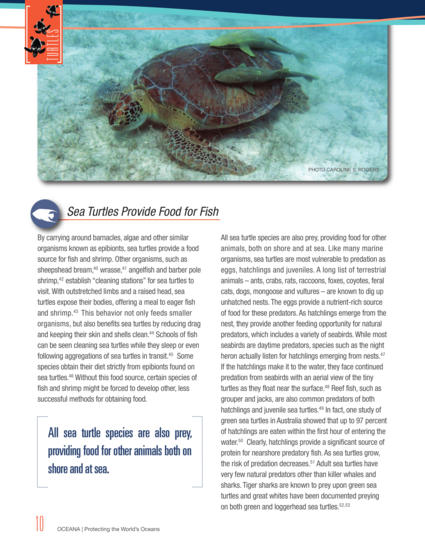 TURTLES
PHOTO: CAROLINE S. ROGERS
Sea Turtles Provide Food for Fish
By carrying around barnacles, algae and other similar
organisms known as epibionts, sea turtles provide a food
source for fish and shrimp. Other organisms, such as
sheepshead bream,40 wrasse,41 angelfish and barber pole
shrimp,42 establish “cleaning stations” for sea turtles to
visit. With outstretched limbs and a raised head, sea
turtles expose their bodies, offering a meal to eager fish
and shrimp.43 This behavior not only feeds smaller
organisms, but also benefits sea turtles by reducing drag
and keeping their skin and shells clean.44 Schools of fish
can be seen cleaning sea turtles while they sleep or even
following aggregations of sea turtles in transit.45 Some
species obtain their diet strictly from epibionts found on
sea turtles.46 Without this food source, certain species of
fish and shrimp might be forced to develop other, less
successful methods for obtaining food.
All sea turtle species are also prey,
providing food for other animals both on
shore and at sea.
All sea turtle species are also prey, providing food for other
animals, both on shore and at sea. Like many marine
organisms, sea turtles are most vulnerable to predation as
eggs, hatchlings and juveniles. A long list of terrestrial
animals – ants, crabs, rats, raccoons, foxes, coyotes, feral
cats, dogs, mongoose and vultures – are known to dig up
unhatched nests. The eggs provide a nutrient-rich source
of food for these predators. As hatchlings emerge from the
nest, they provide another feeding opportunity for natural
predators, which includes a variety of seabirds. While most
seabirds are daytime predators, species such as the night
heron actually listen for hatchlings emerging from nests.47
If the hatchlings make it to the water, they face continued
predation from seabirds with an aerial view of the tiny
turtles as they float near the surface.48 Reef fish, such as
grouper and jacks, are also common predators of both
hatchlings and juvenile sea turtles.49 In fact, one study of
green sea turtles in Australia showed that up to 97 percent
of hatchlings are eaten within the first hour of entering the
water.50 Clearly, hatchlings provide a significant source of
protein for nearshore predatory fish. As sea turtles grow,
the risk of predation decreases.51 Adult sea turtles have
very few natural predators other than killer whales and
sharks. Tiger sharks are known to prey upon green sea
turtles and great whites have been documented preying
on both green and loggerhead sea turtles.52,53
10
OCEANA | Protecting the World's Oceans